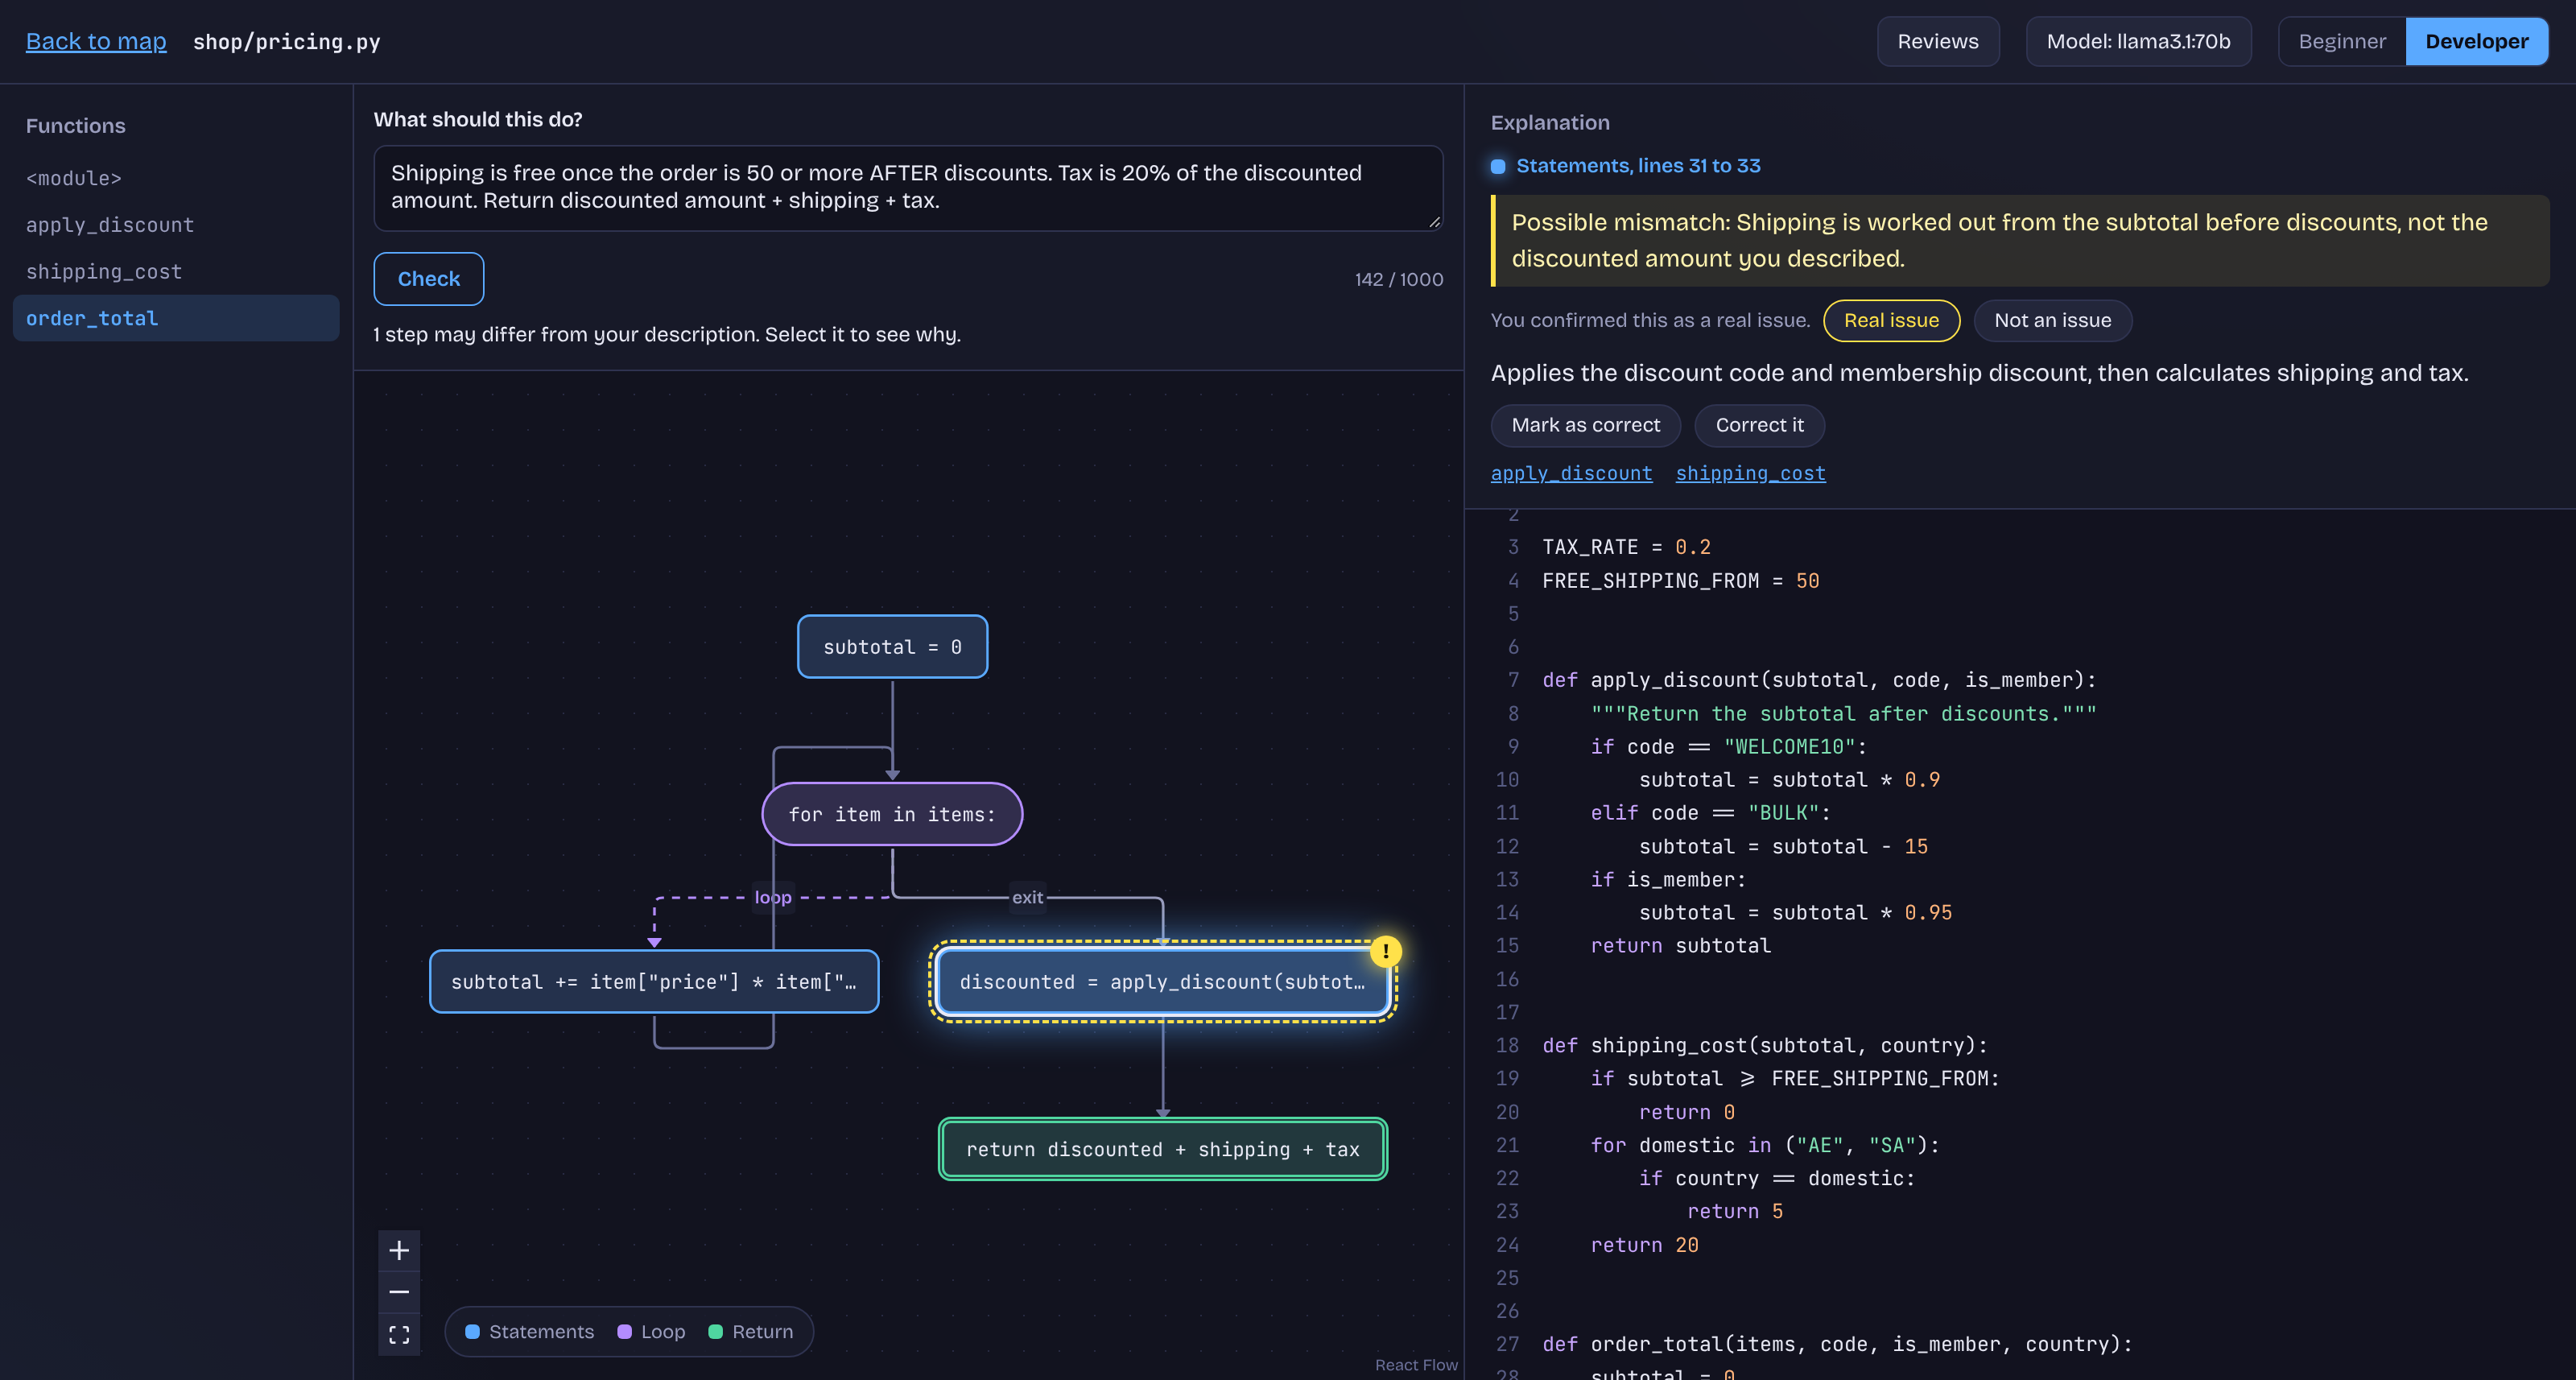 Back to map shop/pricing.py Reviews Model: llama3.1:70b Beginner Developer
Functions
<module>
apply_discount
shipping_cost
order_total
What should this do?
Shipping is free once the order is 50 or more AFTER discounts. Tax is 20% of the discounted
amount. Return discounted amount + shipping + tax.
Check 142 / 1000
1 step may differ from your description. Select it to see why.
subtotal = 0
for item in items:
loop exit
subtotal += item["price"] * item["…
discounted = apply_discount(subtot…
!
return discounted + shipping + tax
Statements Loop Return
React Flow
Explanation
Statements, lines 31 to 33
Possible mismatch: Shipping is worked out from the subtotal before discounts, not the
discounted amount you described.
You confirmed this as a real issue. Real issue Not an issue
Applies the discount code and membership discount, then calculates shipping and tax.
Mark as correct Correct it
apply_discount shipping_cost
2
3 TAX_RATE = 0.2
4 FREE_SHIPPING_FROM = 50
5
6
7 def apply_discount(subtotal, code, is_member):
8 """Return the subtotal after discounts."""
9 if code == "WELCOME10":
10 subtotal = subtotal * 0.9
11 elif code == "BULK":
12 subtotal = subtotal - 15
13 if is_member:
14 subtotal = subtotal * 0.95
15 return subtotal
16
17
18 def shipping_cost(subtotal, country):
19 if subtotal >= FREE_SHIPPING_FROM:
20 return 0
21 for domestic in ("AE", "SA"):
22 if country == domestic:
23 return 5
24 return 20
25
26
27 def order_total(items, code, is_member, country):
28 subtotal = 0